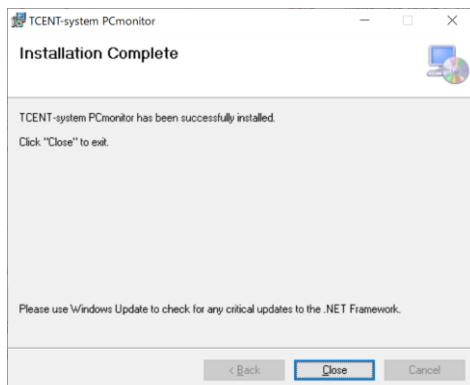 TCENT-system PCmonitor
Installation Complete
TCENT-system PCmonitor has been successfully installed.
Click "Close" to exit.
Please use Windows Update to check for any critical updates to the .NET Framework.
< Back Close Cancel